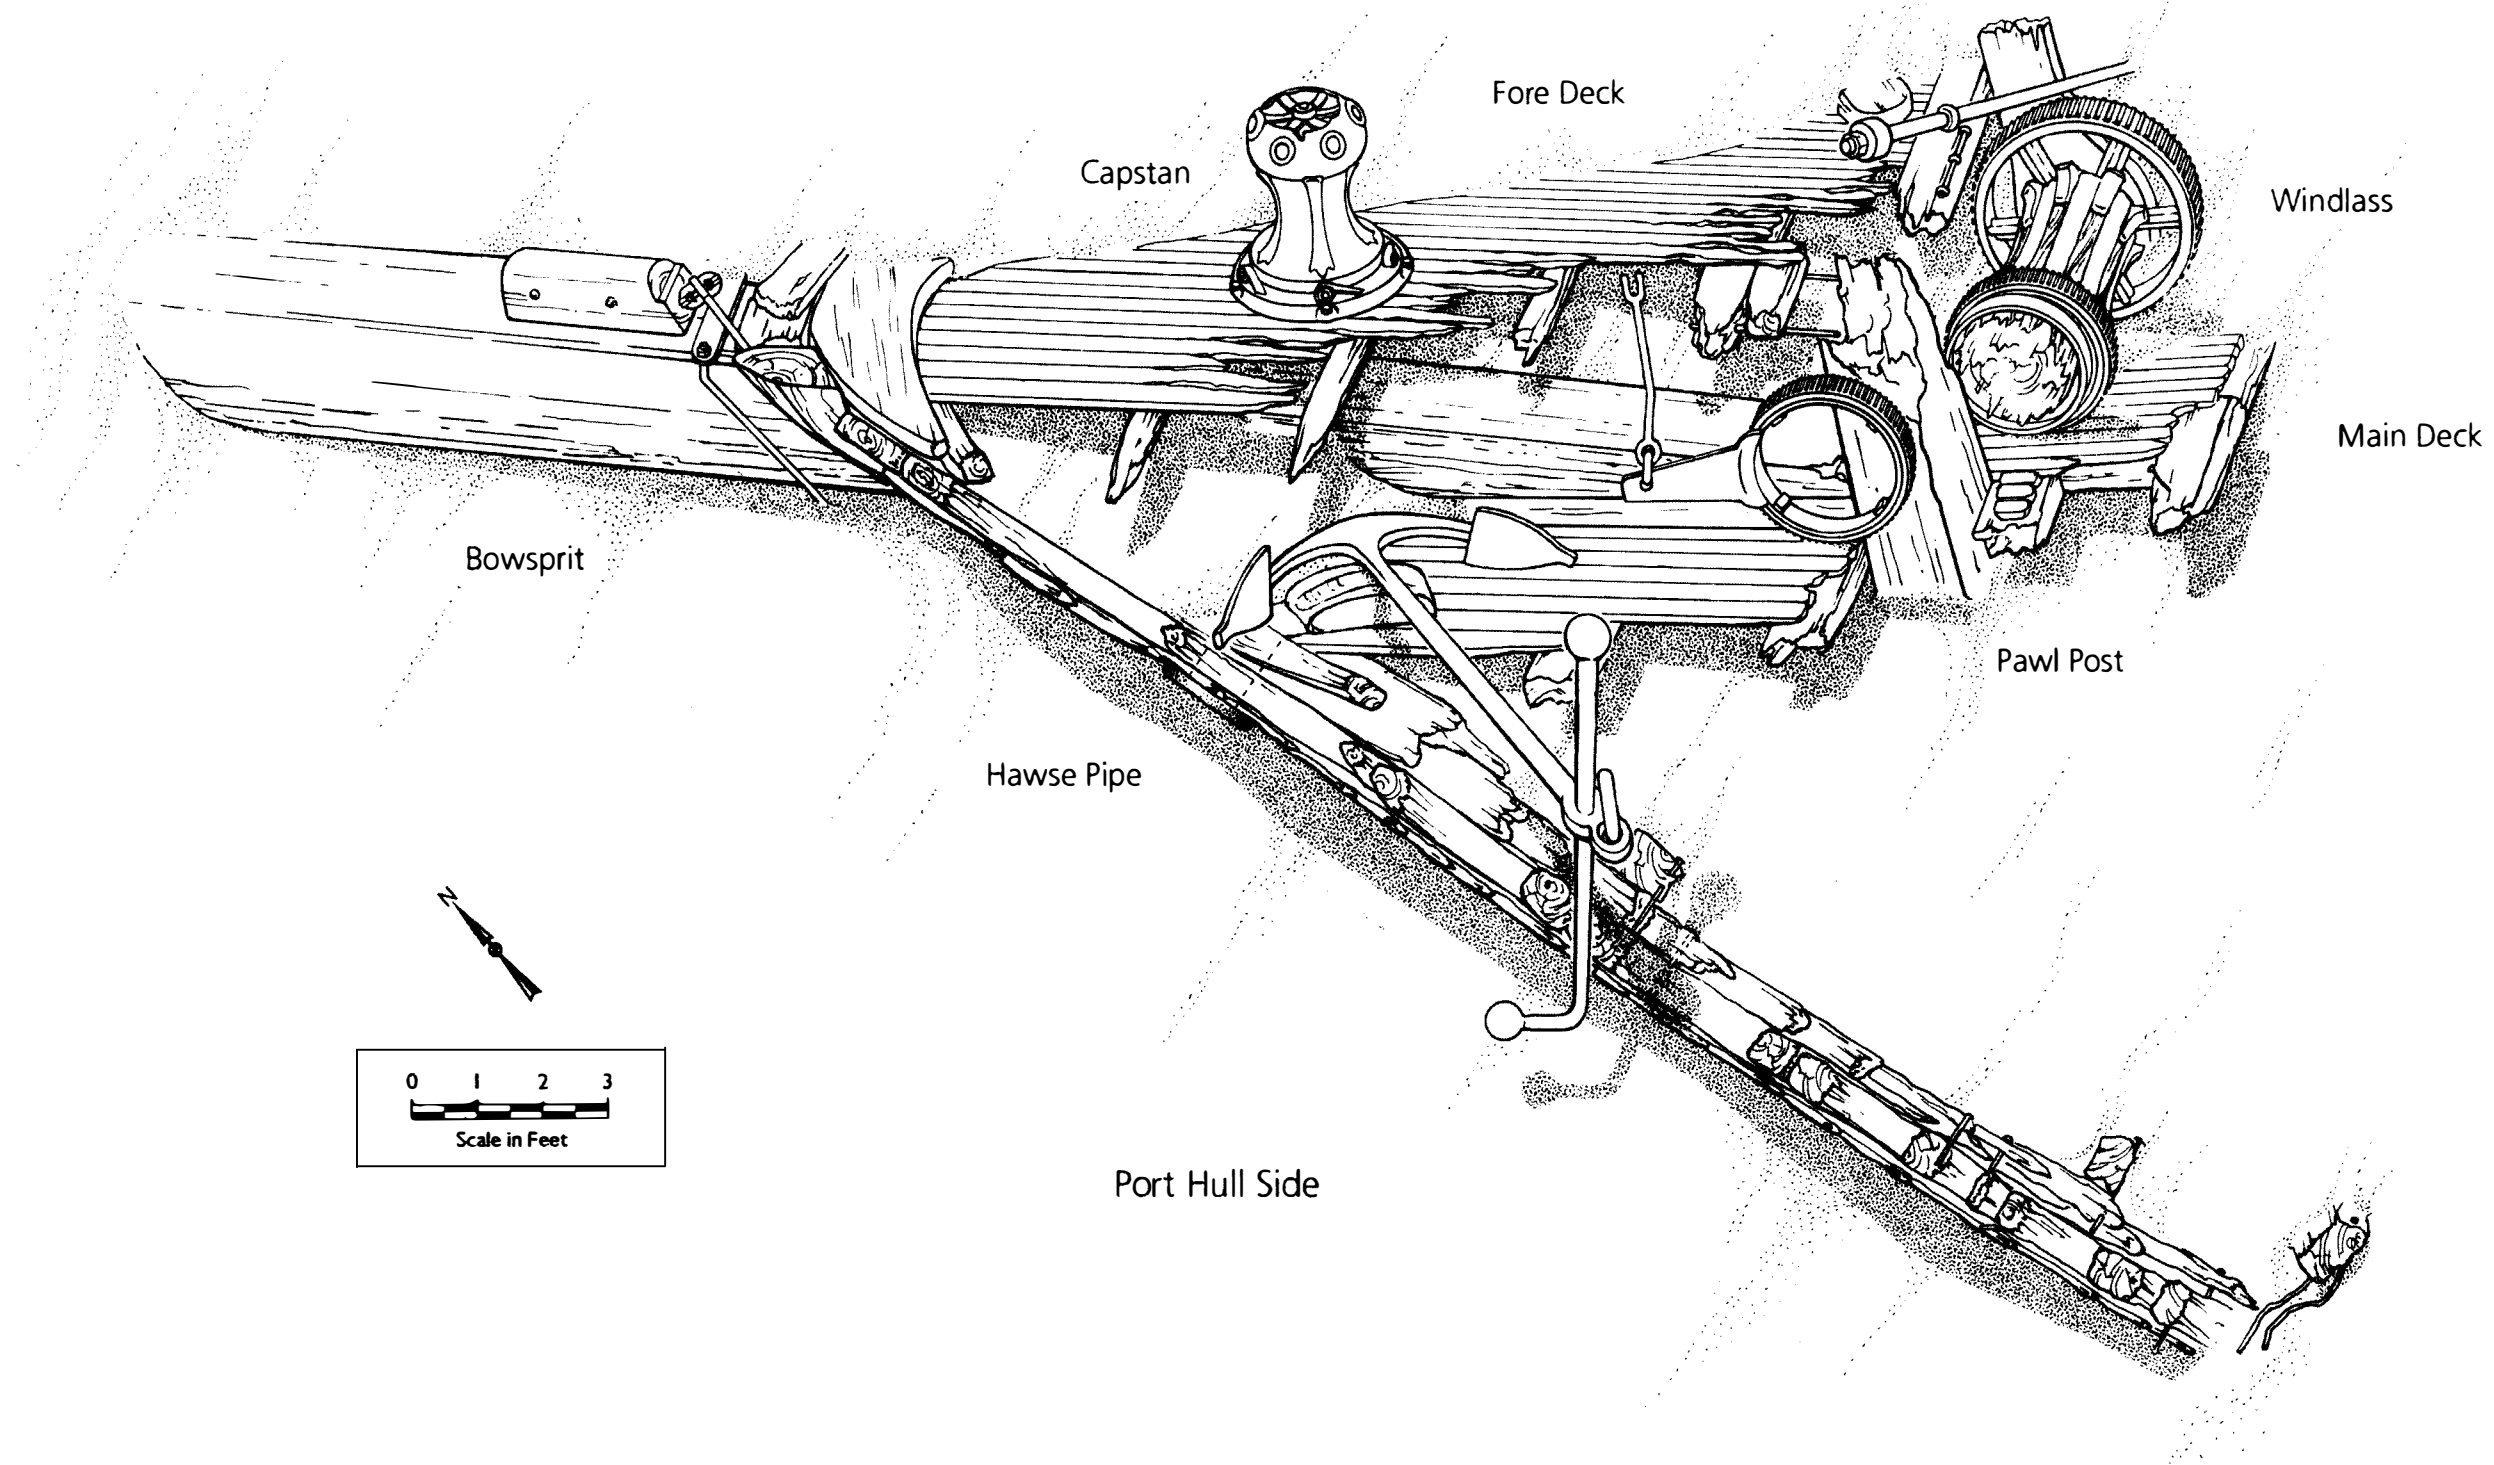 Fore Deck
Capstan
Windlass
Main Deck
Bowsprit
Pawl Post
Hawse Pipe
N
0 1 2 3
Scale in Feet
Port Hull Side